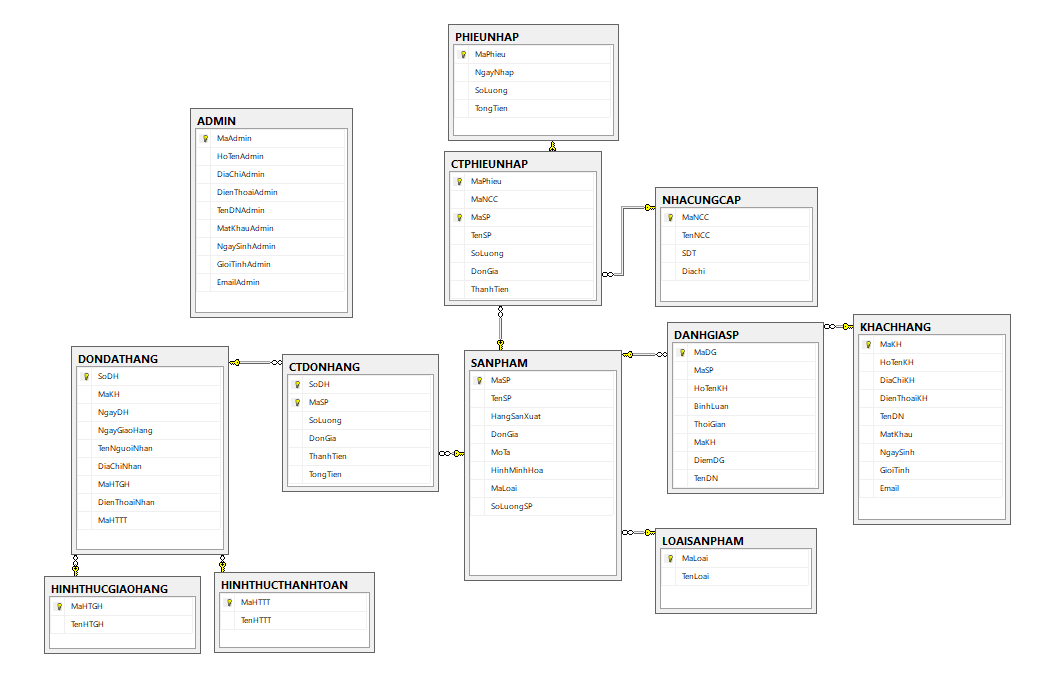 PHIEUNHAP
MaPhieu
NgayNhap
SoLuong
TongTien
ADMIN
MaAdmin
HoTenAdmin
DiaChiAdmin
DienThoaiAdmin
TenDNAdmin
MatKhauAdmin
NgaySinhAdmin
GioiTinhAdmin
EmailAdmin
CTPHIEUNHAP
MaPhieu
MaNCC
MaSP
TenSP
SoLuong
DonGia
ThanhTien
NHACUNGCAP
MaNCC
TenNCC
SDT
Diachi
DONDATHANG
SoDH
MaKH
NgayDH
NgayGiaoHang
TenNguoiNhan
DiaChiNhan
MaHTGH
DienThoaiNhan
MaHTTT
CTDONHANG
SoDH
MaSP
SoLuong
DonGia
ThanhTien
TongTien
SANPHAM
MaSP
TenSP
HangSanXuat
DonGia
MoTa
HinhMinhHoa
MaLoai
SoLuongSP
DANHGIASP
MaDG
MaSP
HoTenKH
BinhLuan
ThoiGian
MaKH
DiemDG
TenDN
KHACHHANG
MaKH
HoTenKH
DiaChiKH
DienThoaiKH
TenDN
MatKhau
NgaySinh
GioiTinh
Email
LOAISANPHAM
MaLoai
TenLoai
HINHTHUCGIAOHANG
MaHTGH
TenHTGH
HINHTHUCTHANHTOAN
MaHTTT
TenHTTT